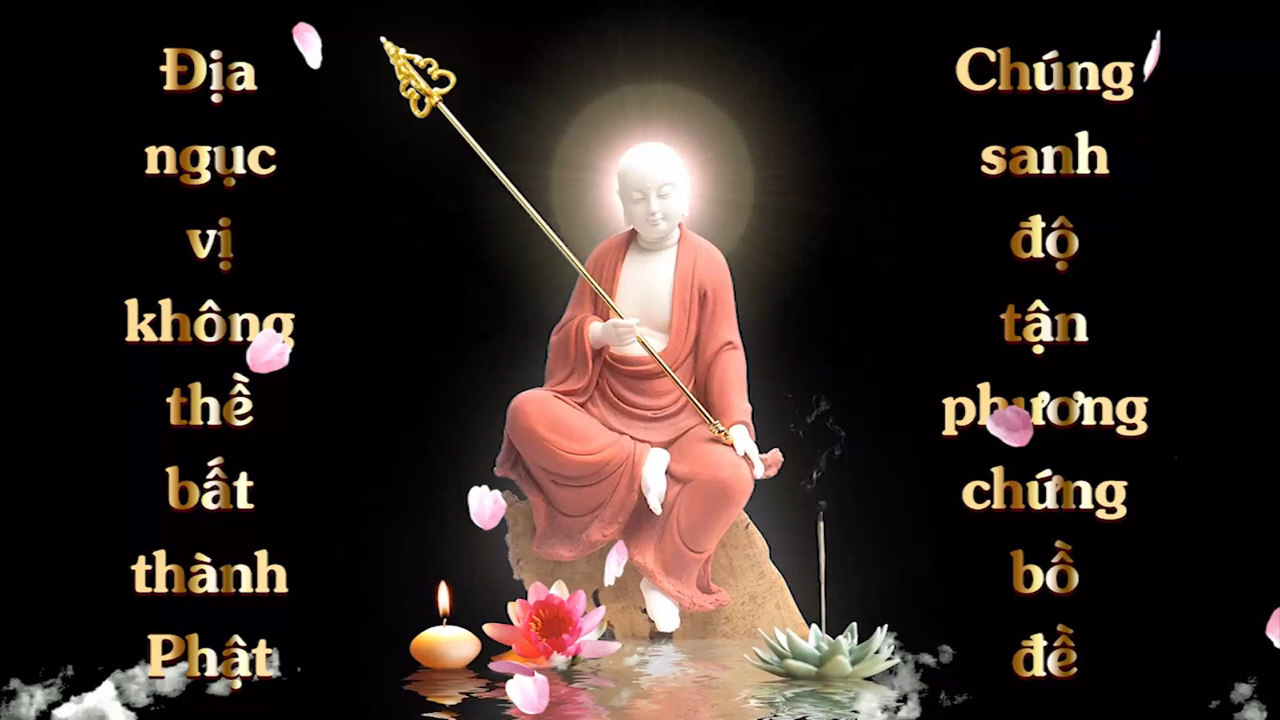 Địa
ngục
vị
không
thề
bất
thành
Phật
Chúng
sanh
độ
tận
phương
chứng
bồ
đề